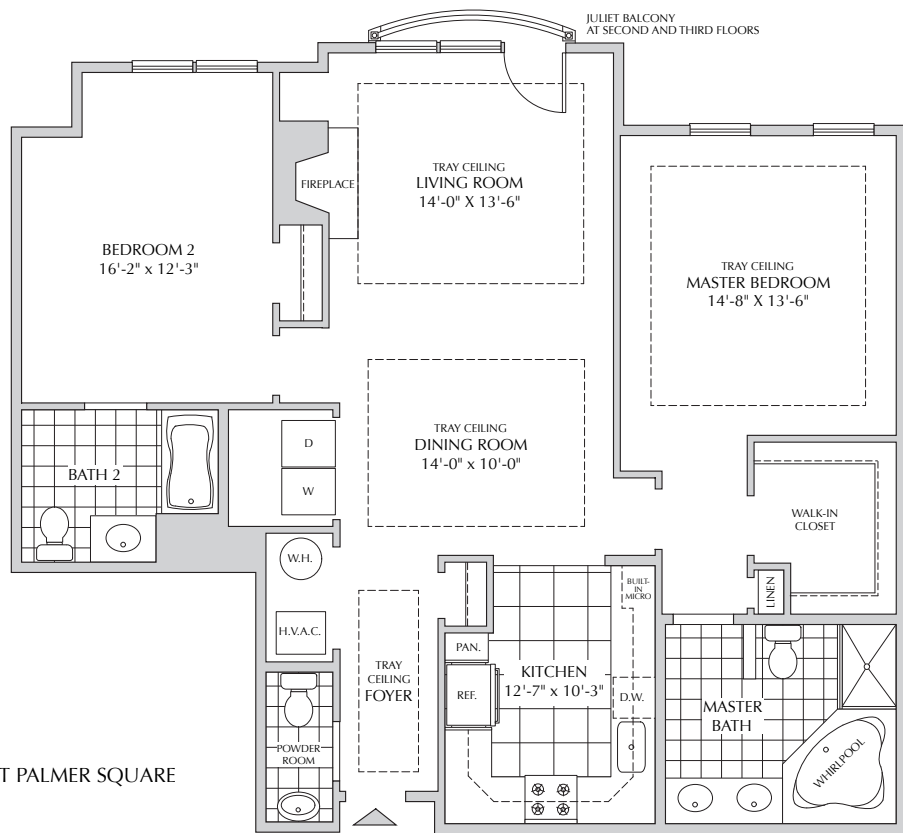 JULIET BALCONY
AT SECOND AND THIRD FLOORS
TRAY CEILING
LIVING ROOM
14'-0" X 13'-6"
FIREPLACE
BEDROOM 2
16'-2" x 12'-3"
TRAY CEILING
MASTER BEDROOM
14'-8" X 13'-6"
TRAY CEILING
DINING ROOM
14'-0" x 10'-0"
D
W
BATH 2
WALK-IN
CLOSET
W.H.
H.V.A.C.
BUILT-
IN
MICRO
LINEN
PAN.
REF.
KITCHEN
12'-7" x 10'-3"
D.W.
TRAY
CEILING
FOYER
MASTER
BATH
WHIRLPOOL
POWDER
ROOM
T PALMER SQUARE